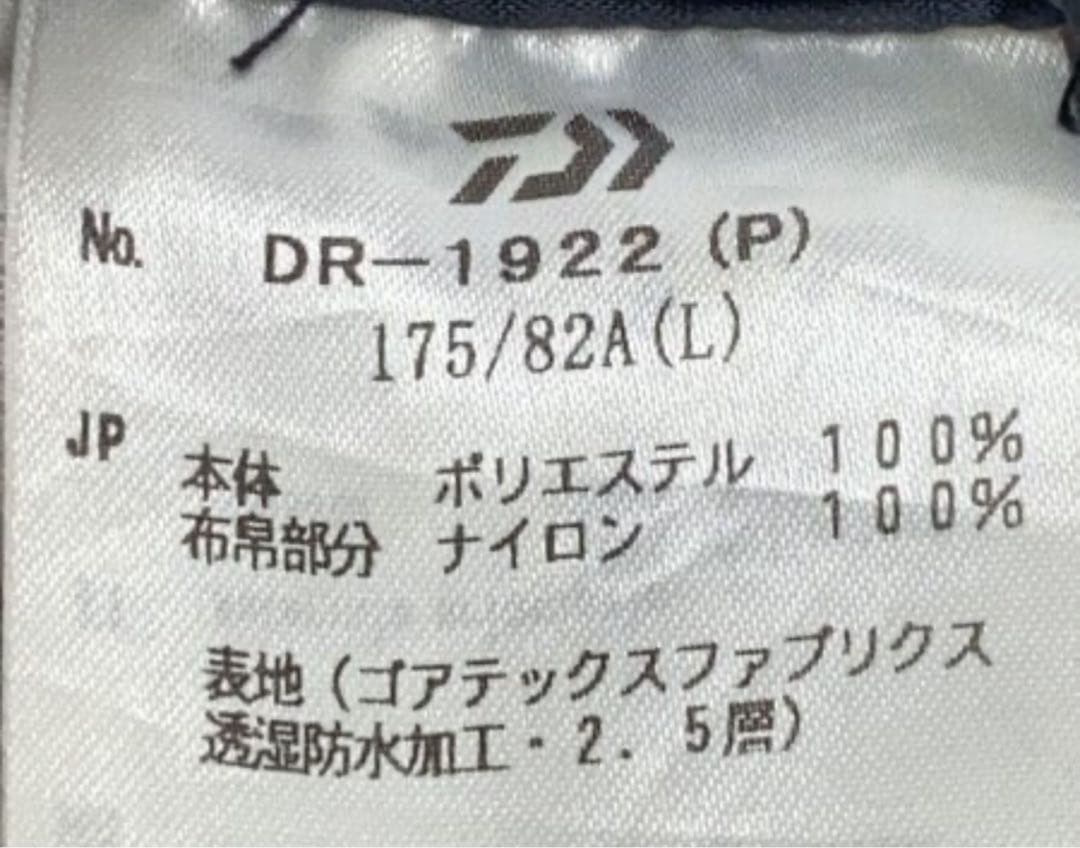 No. DR-1922 (P)
175/82A(L)
JP
本体 ポリエステル 100%
布帛部分 ナイロン 100%
表地 (ゴアテックスファブリクス
透湿防水加工・2.5層)